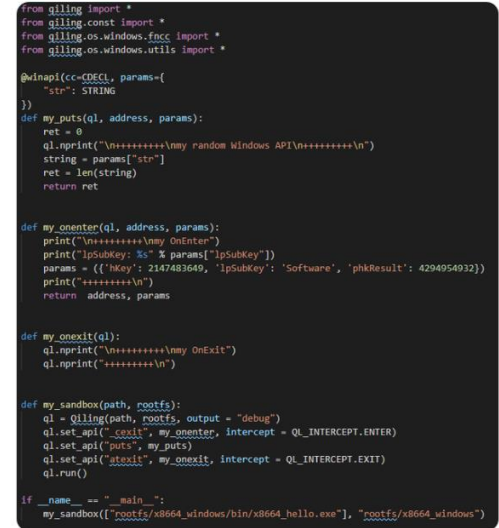 from qiling import *
from qiling.const import *
from qiling.os.windows.fncc import *
from qiling.os.windows.utils import *
@winapi(cc=CDECL, params={
    "str": STRING
})
def my_puts(ql, address, params):
    ret = 0
    ql.nprint("\n+++++++++\nmy random Windows API\n+++++++++\n")
    string = params["str"]
    ret = len(string)
    return ret
def my_onenter(ql, address, params):
    print("\n+++++++++\nmy OnEnter")
    print("lpSubKey: %s" % params["lpSubKey"])
    params = ({'hKey': 2147483649, 'lpSubKey': 'Software', 'phkResult': 4294954932})
    print("+++++++++\n")
    return  address, params
def my_onexit(ql):
    ql.nprint("\n+++++++++\nmy OnExit")
    ql.nprint("+++++++++\n")
def my_sandbox(path, rootfs):
    ql = Qiling(path, rootfs, output = "debug")
    ql.set_api("_cexit", my_onenter, intercept = QL_INTERCEPT.ENTER)
    ql.set_api("puts", my_puts)
    ql.set_api("atexit", my_onexit, intercept = QL_INTERCEPT.EXIT)
    ql.run()
if __name__ == "__main__":
    my_sandbox(["rootfs/x8664_windows/bin/x8664_hello.exe"], "rootfs/x8664_windows")